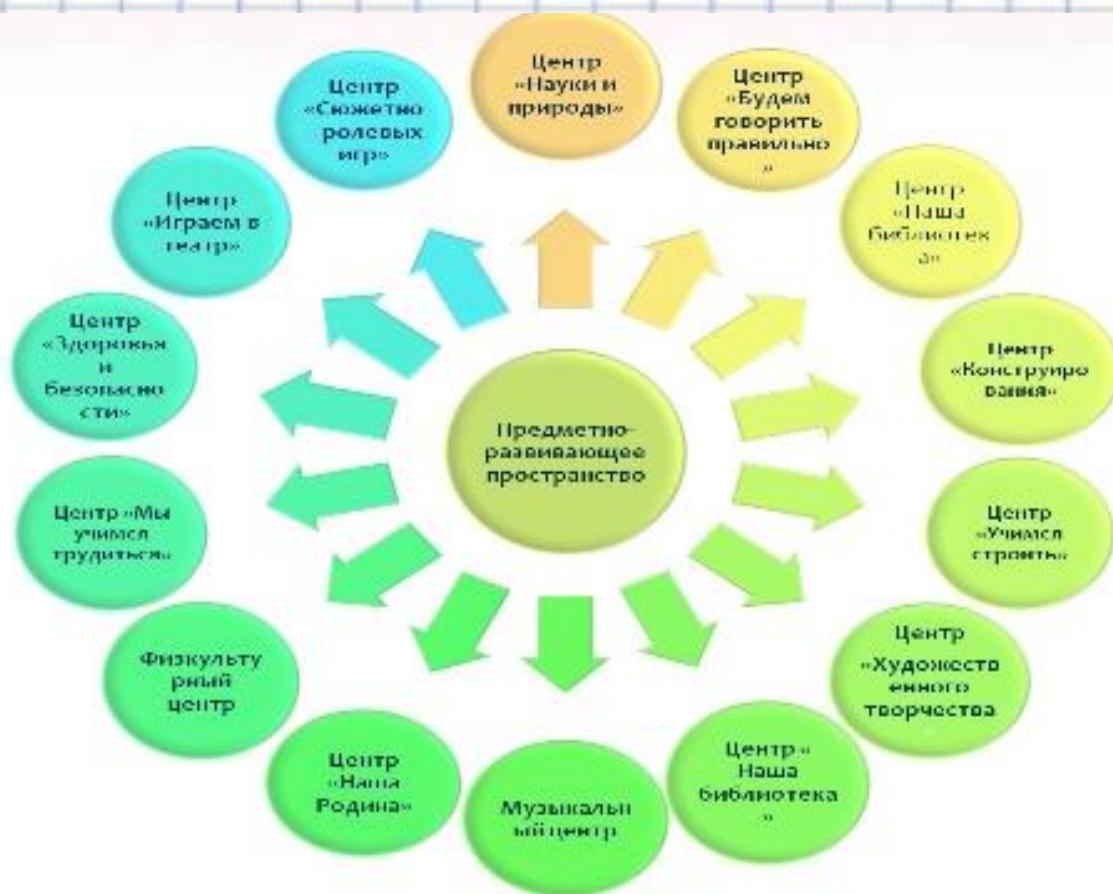 Центр
«Науки и
природы»
Центр
«Будем
говорить
правильно
»
Центр
«Наша
библиотек
а»
Центр
«Конструиро
вания»
Центр
«Учимся
строить»
Центр
«Художеств
енного
творчества
Центр «
Наша
библиотека
»
Музыкальн
ый центр
Центр
«Наша
Родина»
Физкульту
рный
центр
Центр «Мы
учимся
трудиться»
Центр
«Здоровья
и
безопасно
сти»
Центр
«Играем в
театр»
Центр
«Сюжетно
ролевых
игр»
Предметно-
развивающее
пространство